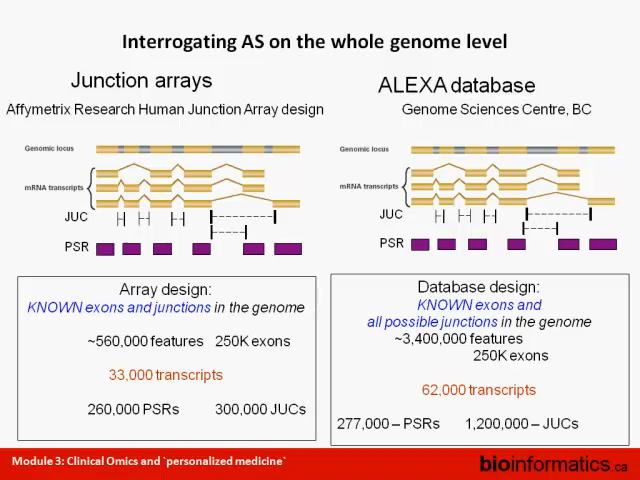 Interrogating AS on the whole genome level
Junction arrays
Affymetrix Research Human Junction Array design
Genomic locus
mRNA transcripts
JUC
PSR
Array design:
KNOWN exons and junctions in the genome
~560,000 features 250K exons
33,000 transcripts
260,000 PSRs 300,000 JUCs
ALEXA database
Genome Sciences Centre, BC
Genomic locus
mRNA transcripts
JUC
PSR
Database design:
KNOWN exons and
all possible junctions in the genome
~3,400,000 features
250K exons
62,000 transcripts
277,000 – PSRs 1,200,000 – JUCs
Module 3: Clinical Omics and `personalized medicine`
bioinformatics.ca